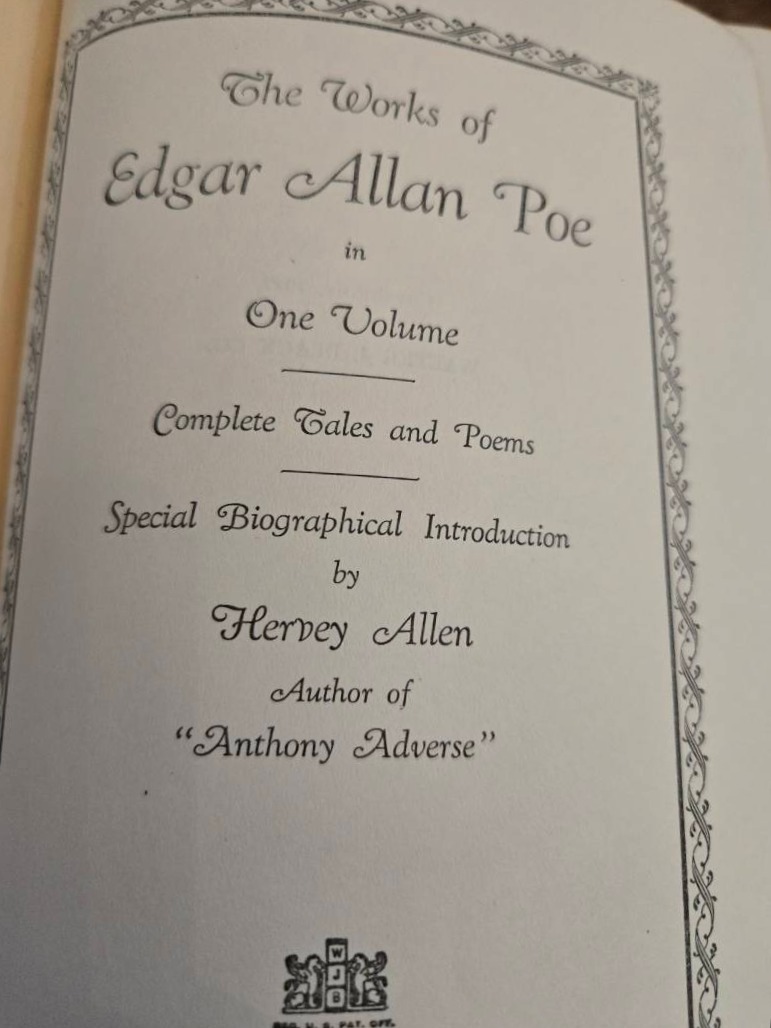 The Works of
Edgar Allan Poe
in
One Volume
Complete Tales and Poems
Special Biographical Introduction
by
Hervey Allen
Author of
"Anthony Adverse"
W
J
B
REG. U. S. PAT. OFF.